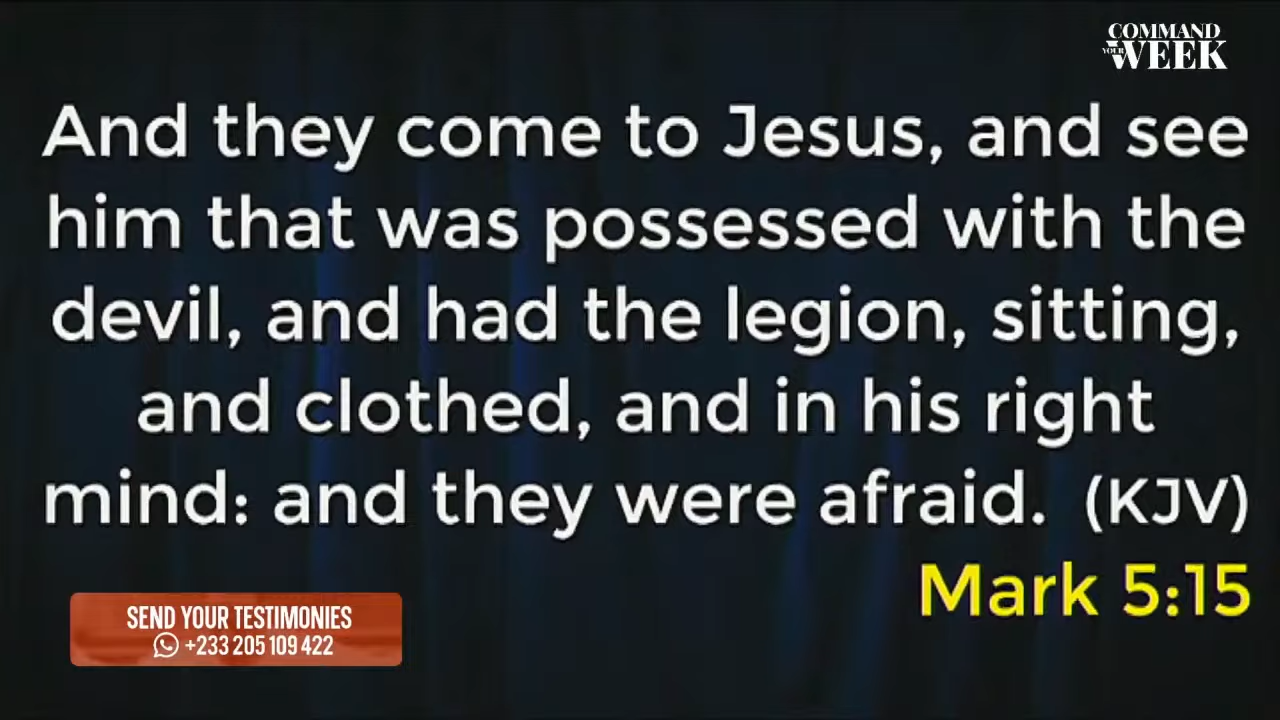 COMMAND
YOUR WEEK
And they come to Jesus, and see
him that was possessed with the
devil, and had the legion, sitting,
and clothed, and in his right
mind: and they were afraid. (KJV)
Mark 5:15
SEND YOUR TESTIMONIES
+233 205 109 422